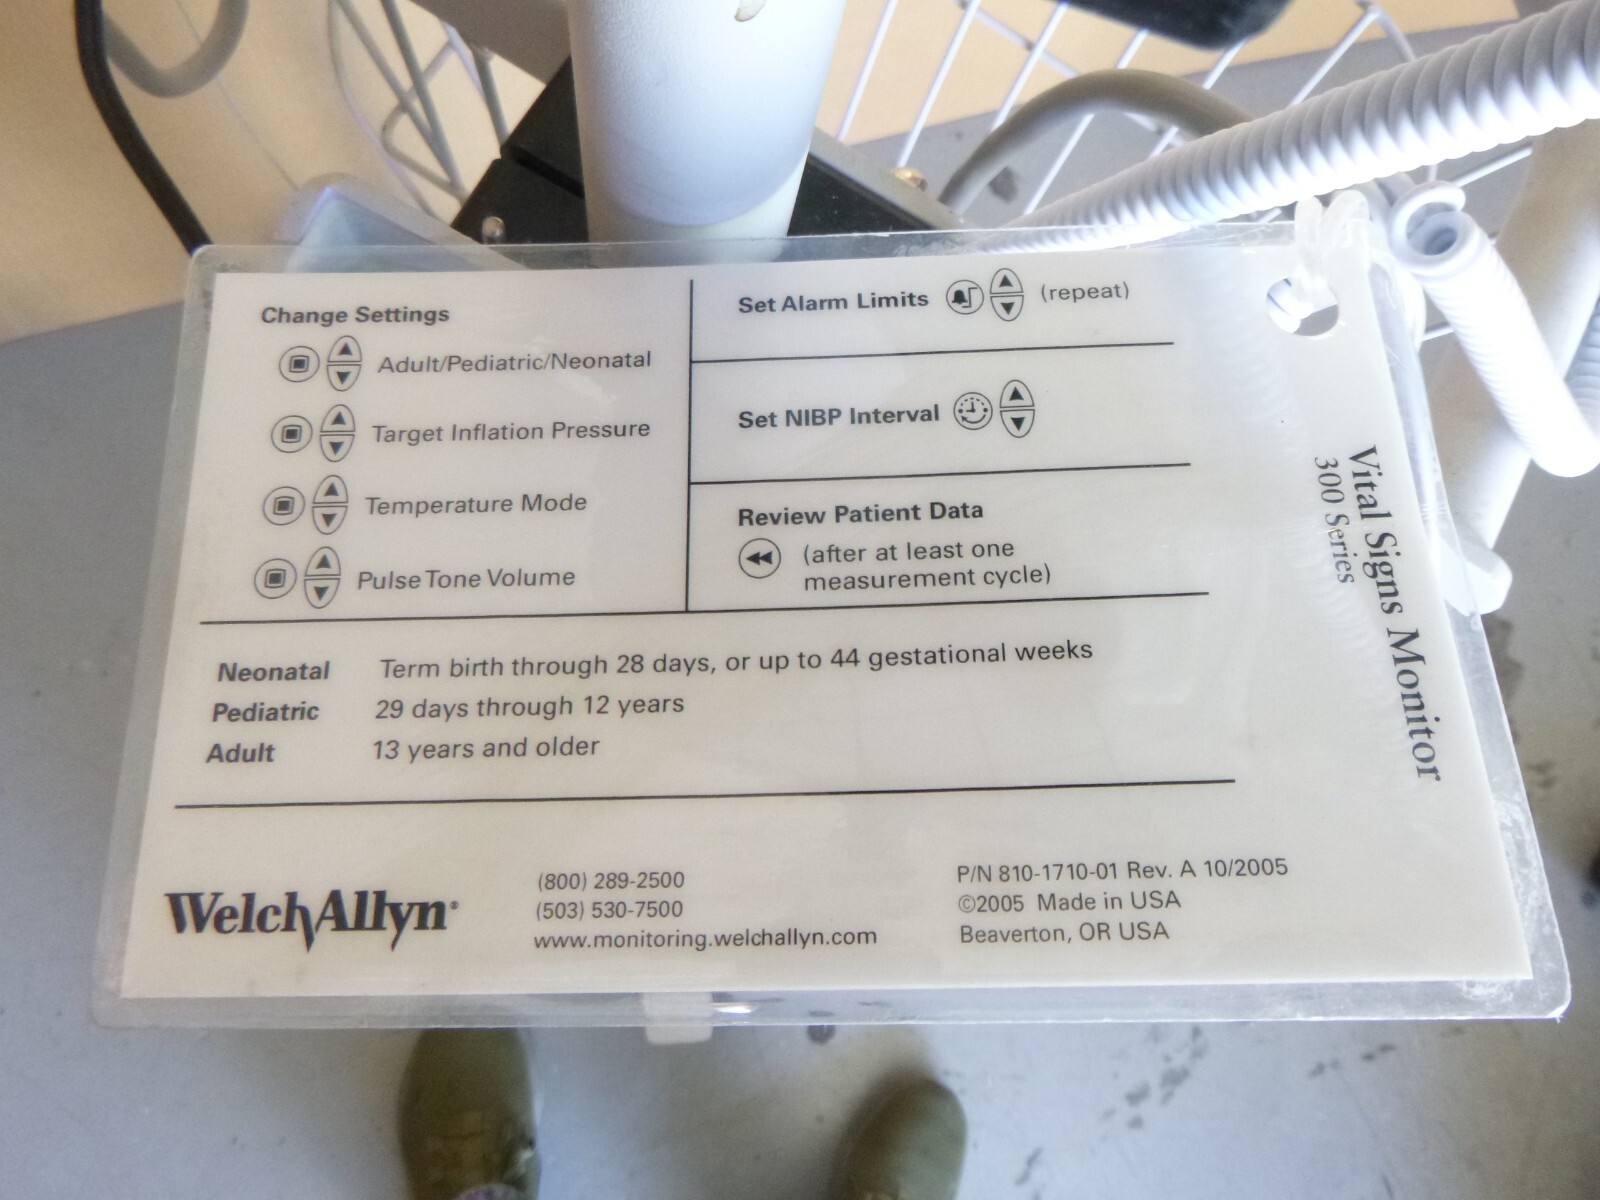 Change Settings
Adult/Pediatric/Neonatal
Target Inflation Pressure
Temperature Mode
Pulse Tone Volume
Set Alarm Limits (repeat)
Set NIBP Interval
Review Patient Data
(after at least one
measurement cycle)
Neonatal Term birth through 28 days, or up to 44 gestational weeks
Pediatric 29 days through 12 years
Adult 13 years and older
WelchAllyn®
(800) 289-2500
(503) 530-7500
www.monitoring.welchallyn.com
P/N 810-1710-01 Rev. A 10/2005
©2005 Made in USA
Beaverton, OR USA
Vital Signs Monitor
300 Series